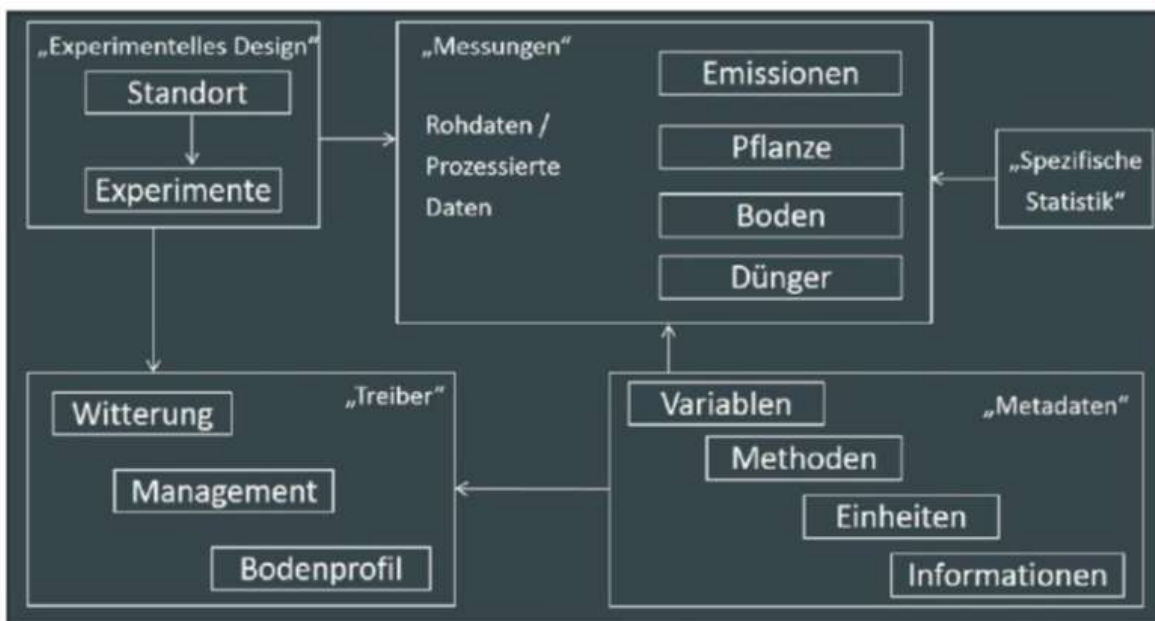 „Experimentelles Design“
Standort
Experimente
„Messungen“
Rohdaten /
Prozessierte
Daten
Emissionen
Pflanze
Boden
Dünger
„Spezifische
Statistik“
„Treiber“
Witterung
Management
Bodenprofil
„Metadaten“
Variablen
Methoden
Einheiten
Informationen